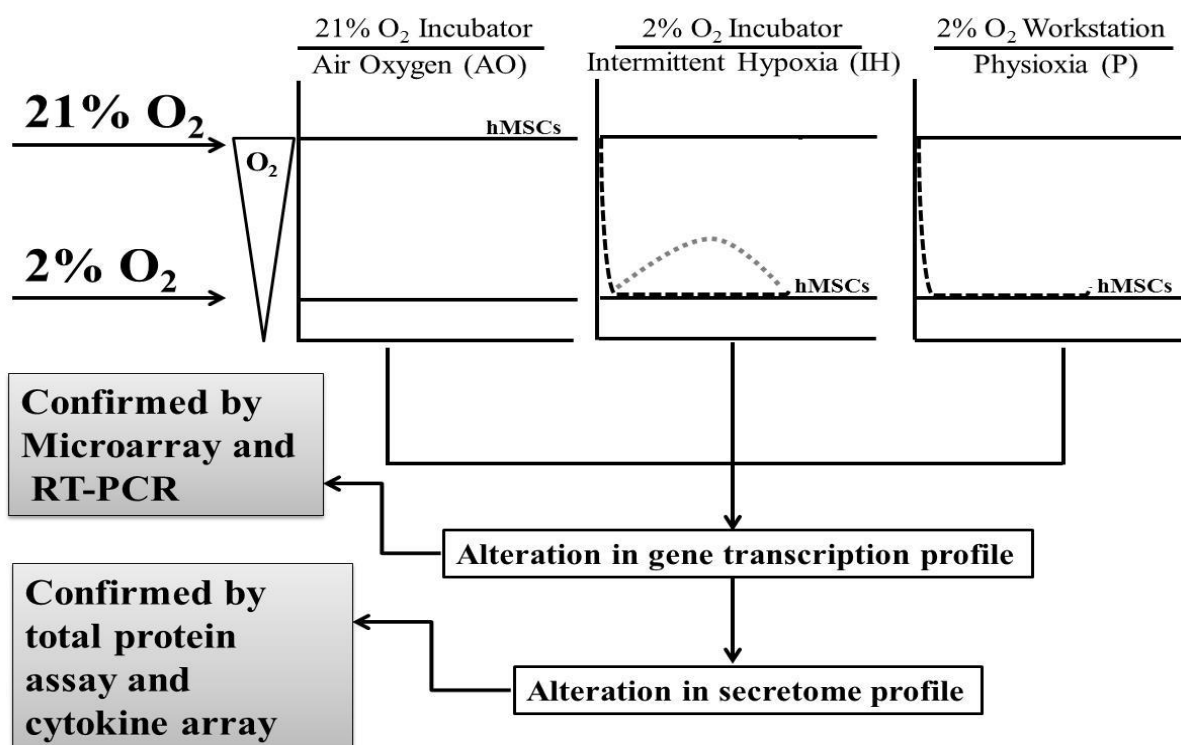 21% O₂ Incubator
Air Oxygen (AO)
2% O₂ Incubator
Intermittent Hypoxia (IH)
2% O₂ Workstation
Physioxia (P)
21% O₂
O₂
hMSCs
2% O₂
hMSCs
hMSCs
Confirmed by
Microarray and
RT-PCR
Alteration in gene transcription profile
Confirmed by
total protein
assay and
cytokine array
Alteration in secretome profile